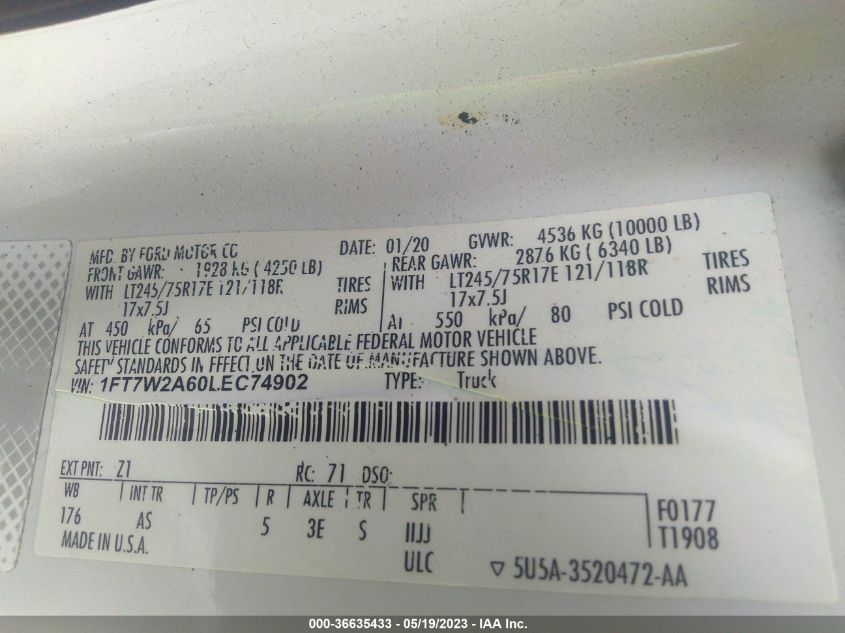 MFD. BY FORD MOTOR CO DATE: 01/20 GVWR: 4536 KG (10000 LB)
FRONT GAWR: 1928 KG ( 4250 LB) REAR GAWR: 2876 KG ( 6340 LB)
WITH LT245/75R17E 121/118R TIRES WITH LT245/75R17E 121/118R TIRES
17x7.5J RIMS 17x7.5J RIMS
AT 450 kPa/ 65 PSI COLD AT 550 kPa/ 80 PSI COLD
THIS VEHICLE CONFORMS TO ALL APPLICABLE FEDERAL MOTOR VEHICLE
SAFETY STANDARDS IN EFFECT ON THE DATE OF MANUFACTURE SHOWN ABOVE.
VIN: 1FT7W2A60LEC74902 TYPE: Truck
EXT PNT: Z1 RC: 71 DSO:
WB INT TR TP/PS R AXLE TR SPR F0177
176 AS 5 3E S IIJJ T1908
MADE IN U.S.A. ULC ▽ 5U5A-3520472-AA
000-36635433 - 05/19/2023 - IAA Inc.